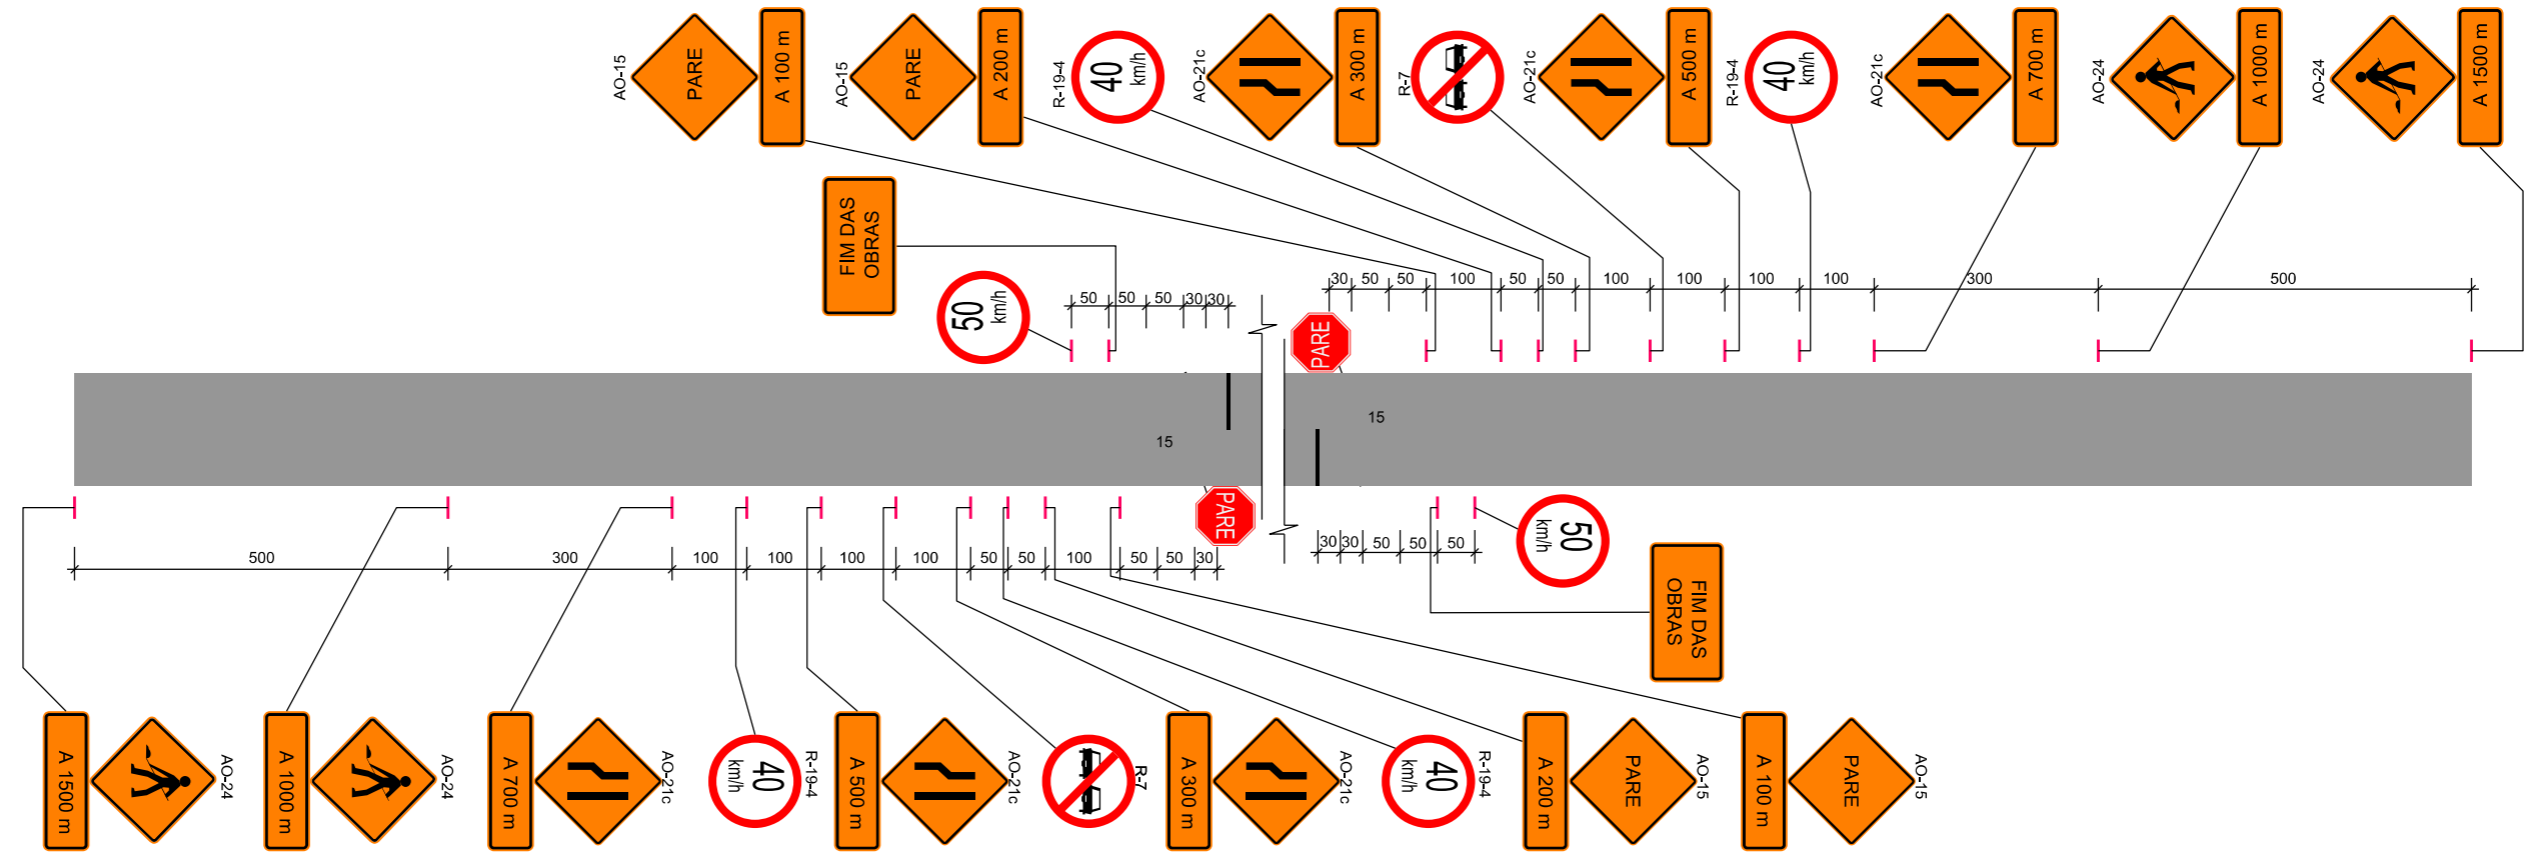 AO-15
PARE
A 100 m
AO-15
PARE
A 200 m
R-19-4
40
km/h
AO-21c
A 300 m
R-7
AO-21c
A 500 m
R-19-4
40
km/h
AO-21c
A 700 m
AO-24
A 1000 m
AO-24
A 1500 m
FIM DAS
OBRAS
50
km/h
50 50 50 30 30
30 50 50 100 50 50 100 100 100 100 300 500
PARE
15
15
PARE
500 300 100 100 100 100 50 50 100 50 50 30
30 30 50 50 50
50
km/h
FIM DAS
OBRAS
A 1500 m
AO-24
A 1000 m
AO-24
A 700 m
AO-21c
40
km/h
R-19-4
A 500 m
AO-21c
R-7
A 300 m
AO-21c
40
km/h
R-19-4
A 200 m
PARE
AO-15
A 100 m
PARE
AO-15